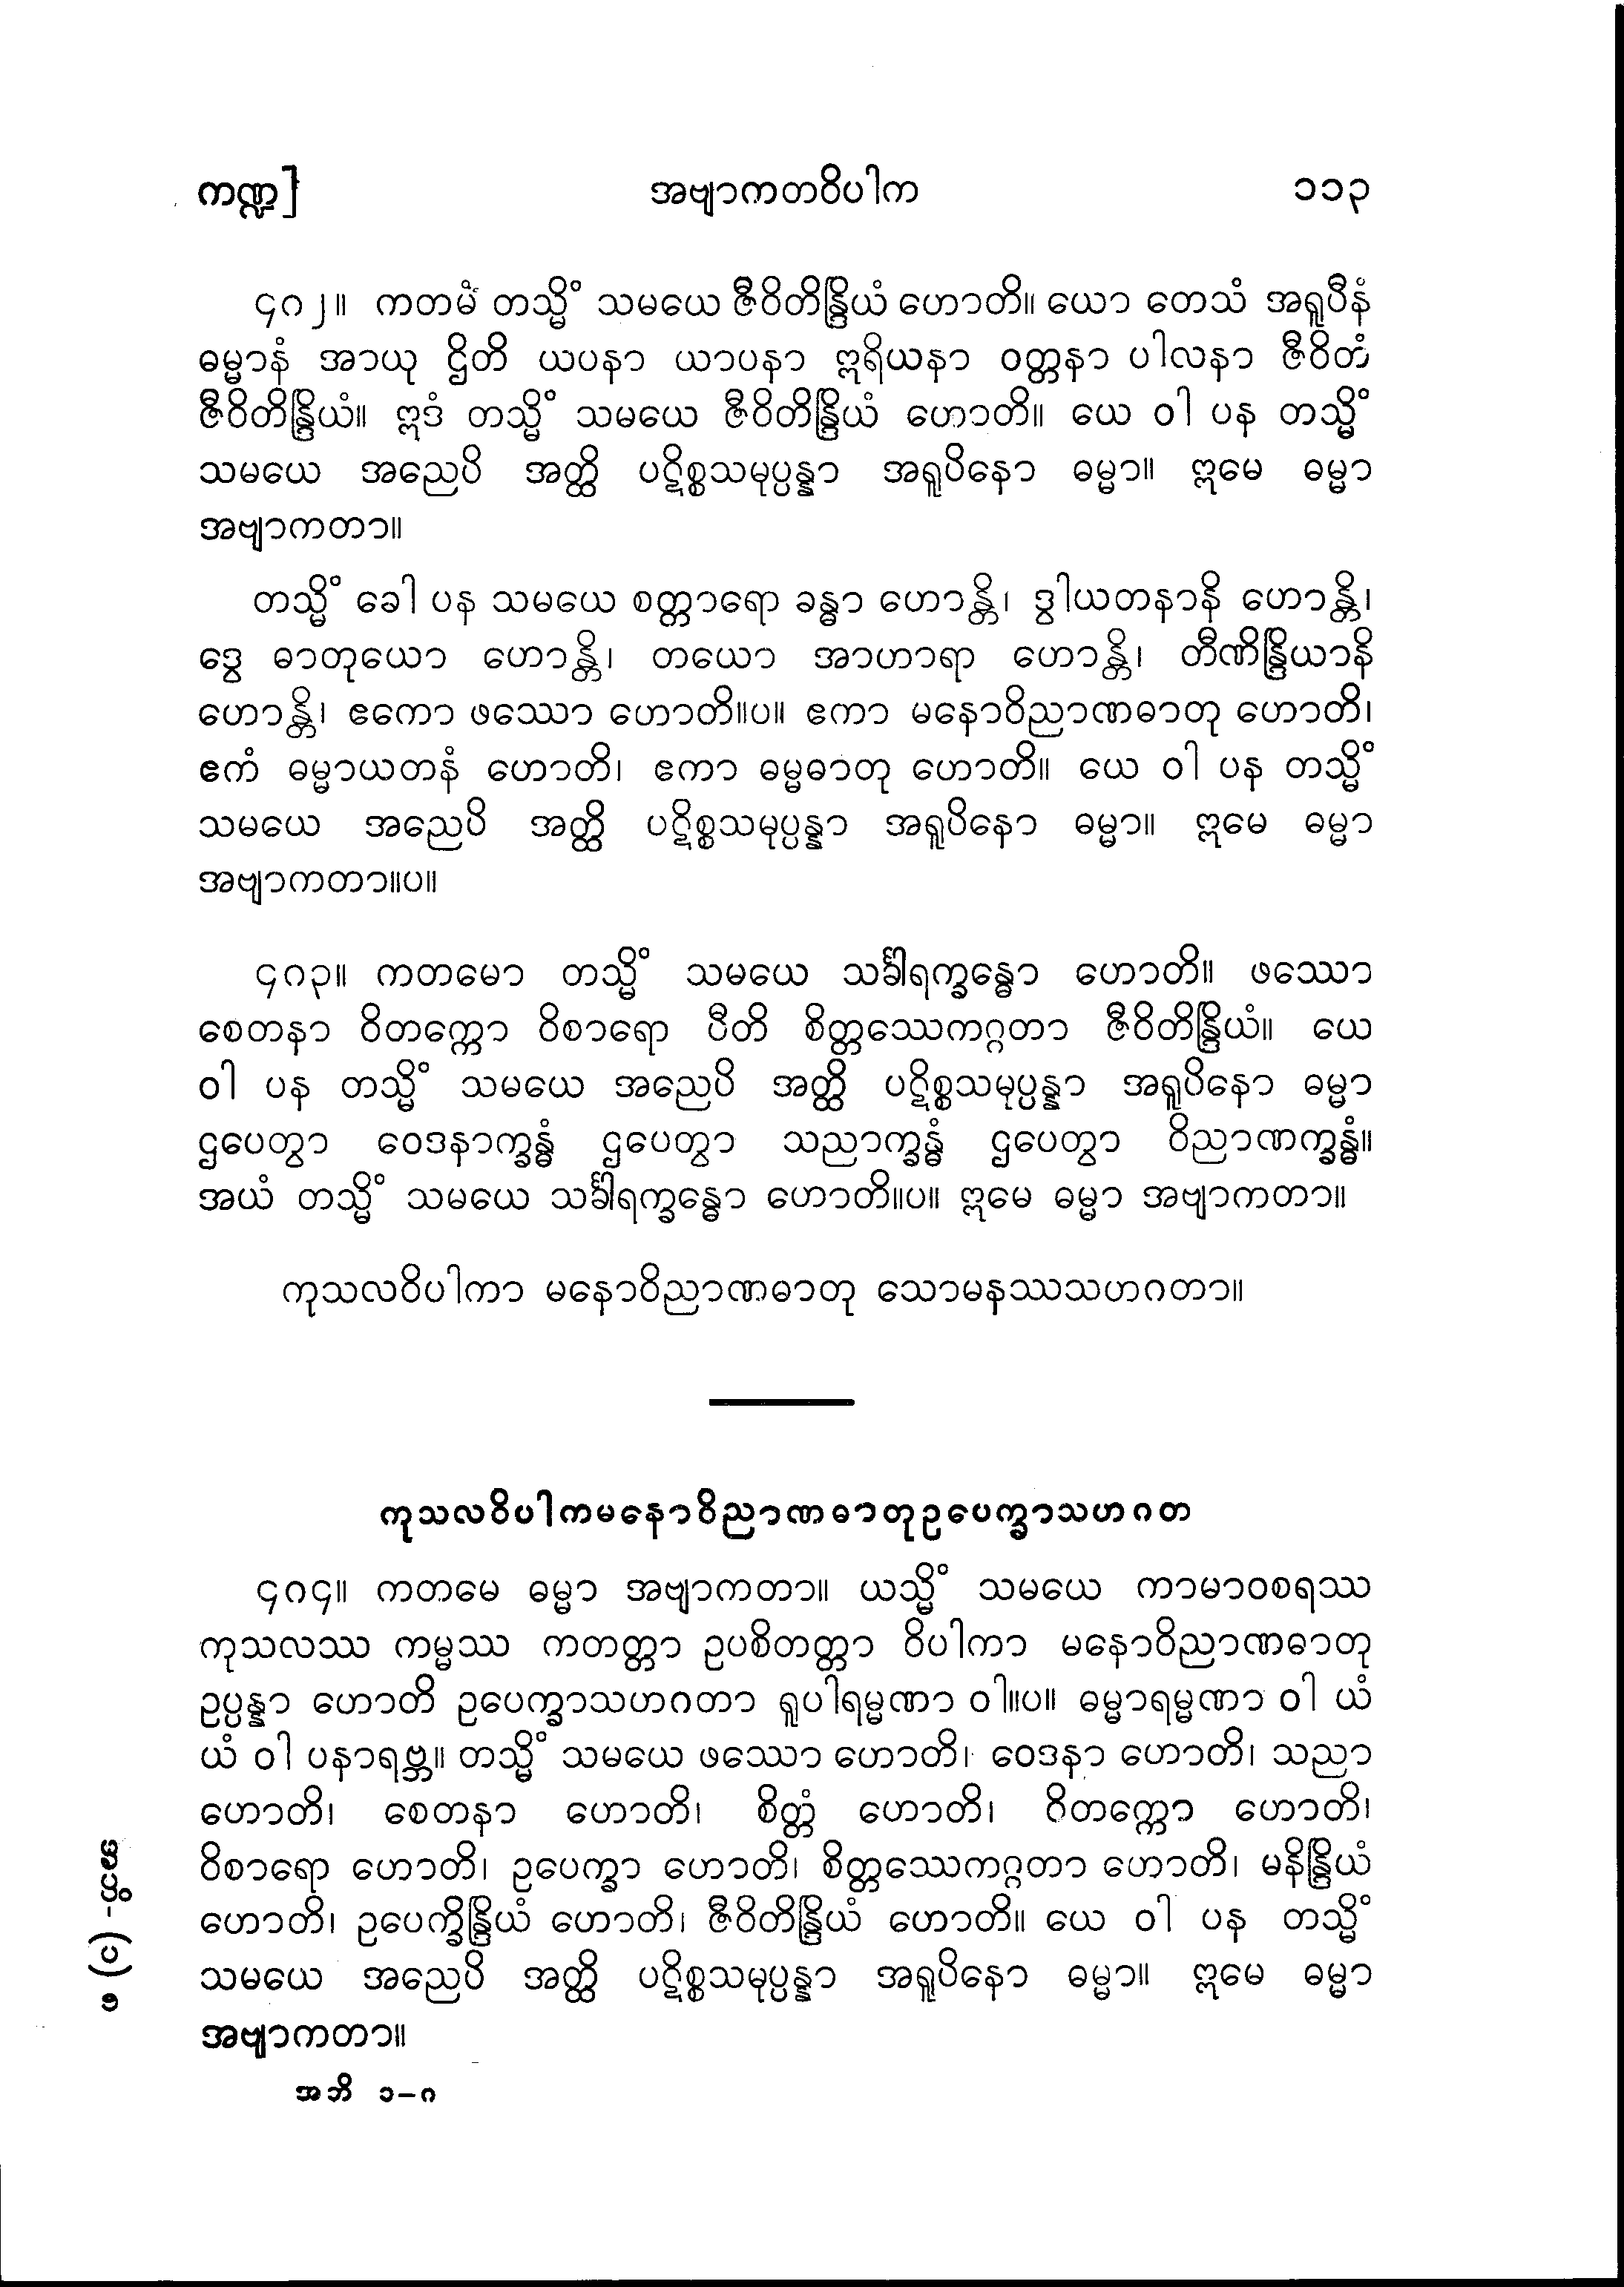 ကဏ္ဍ] အဗျာကတဝိပါက ၁၁၃
၄၈၂။ ကတမံ တသ္မိံ သမယေ ဇီဝိတိန္ဒြိယံ ဟောတိ။ ယော တေသံ အရူပီနံ
ဓမ္မာနံ အာယု ဌိတိ ယပနာ ယာပနာ ဣရိယနာ ဝတ္တနာ ပါလနာ ဇီဝိတံ
ဇီဝိတိန္ဒြိယံ။ ဣဒံ တသ္မိံ သမယေ ဇီဝိတိန္ဒြိယံ ဟောတိ။ ယေ ဝါ ပန တသ္မိံ
သမယေ အညေပိ အတ္ထိ ပဋိစ္စသမုပ္ပန္နာ အရူပိနော ဓမ္မာ။ ဣမေ ဓမ္မာ
အဗျာကတာ။
တသ္မိံ ခေါ ပန သမယေ စတ္တာရော ခန္ဓာ ဟောန္တိ၊ ဒွါယတနာနိ ဟောန္တိ၊
ဒွေ ဓာတုယော ဟောန္တိ၊ တယော အာဟာရာ ဟောန္တိ၊ တီဏိန္ဒြိယာနိ
ဟောန္တိ၊ ဧကော ဖဿော ဟောတိ။ပ။ ဧကာ မနောဝိညာဏဓာတု ဟောတိ၊
ဧကံ ဓမ္မာယတနံ ဟောတိ၊ ဧကာ ဓမ္မဓာတု ဟောတိ။ ယေ ဝါ ပန တသ္မိံ
သမယေ အညေပိ အတ္ထိ ပဋိစ္စသမုပ္ပန္နာ အရူပိနော ဓမ္မာ။ ဣမေ ဓမ္မာ
အဗျာကတာ။ပ။
၄၈၃။ ကတမော တသ္မိံ သမယေ သင်္ခါရက္ခန္ဓော ဟောတိ။ ဖဿော
စေတနာ ဝိတက္ကော ဝိစာရော ပီတိ စိတ္တဿေကဂ္ဂတာ ဇီဝိတိန္ဒြိယံ။ ယေ
ဝါ ပန တသ္မိံ သမယေ အညေပိ အတ္ထိ ပဋိစ္စသမုပ္ပန္နာ အရူပိနော ဓမ္မာ
ဌပေတွာ ဝေဒနာက္ခန္ဓံ ဌပေတွာ သညာက္ခန္ဓံ ဌပေတွာ ဝိညာဏက္ခန္ဓံ။
အယံ တသ္မိံ သမယေ သင်္ခါရက္ခန္ဓော ဟောတိ။ပ။ ဣမေ ဓမ္မာ အဗျာကတာ။
ကုသလဝိပါကာ မနောဝိညာဏဓာတု သောမနဿသဟဂတာ။
ကုသလဝိပါကမနောဝိညာဏဓာတုဥပေက္ခာသဟဂတ
၄၈၄။ ကတမေ ဓမ္မာ အဗျာကတာ။ ယသ္မိံ သမယေ ကာမာဝစရဿ
ကုသလဿ ကမ္မဿ ကတတ္တာ ဥပစိတတ္တာ ဝိပါကာ မနောဝိညာဏဓာတု
ဥပ္ပန္နာ ဟောတိ ဥပေက္ခာသဟဂတာ ရူပါရမ္မဏာ ဝါ။ပ။ ဓမ္မာရမ္မဏာ ဝါ ယံ
ယံ ဝါ ပနာရဗ္ဘ။ တသ္မိံ သမယေ ဖဿော ဟောတိ၊ ဝေဒနာ ဟောတိ၊ သညာ
ဟောတိ၊ စေတနာ ဟောတိ၊ စိတ္တံ ဟောတိ၊ ဝိတက္ကော ဟောတိ၊
ဝိစာရော ဟောတိ၊ ဥပေက္ခာ ဟောတိ၊ စိတ္တဿေကဂ္ဂတာ ဟောတိ၊ မနိန္ဒြိယံ
ဟောတိ၊ ဥပေက္ခိန္ဒြိယံ ဟောတိ၊ ဇီဝိတိန္ဒြိယံ ဟောတိ။ ယေ ဝါ ပန တသ္မိံ
သမယေ အညေပိ အတ္ထိ ပဋိစ္စသမုပ္ပန္နာ အရူပိနော ဓမ္မာ။ ဣမေ ဓမ္မာ
အဗျာကတာ။
အဘိ ၁–၈